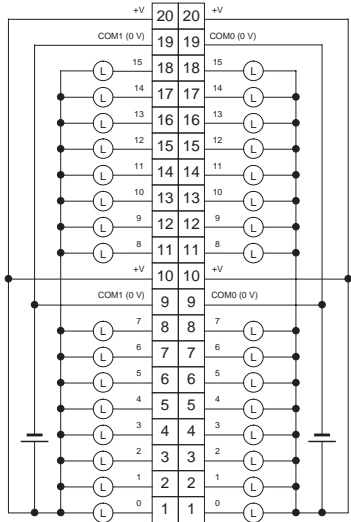 +V 20 20 +V
COM1 (0 V) 19 19 COM0 (0 V)
L 15 18 18 15 L
L 14 17 17 14 L
L 13 16 16 13 L
L 12 15 15 12 L
L 11 14 14 11 L
L 10 13 13 10 L
L 9 12 12 9 L
L 8 11 11 8 L
+V 10 10 +V
COM1 (0 V) 9 9 COM0 (0 V)
L 7 8 8 7 L
L 6 7 7 6 L
L 5 6 6 5 L
L 4 5 5 4 L
L 3 4 4 3 L
L 2 3 3 2 L
L 1 2 2 1 L
L 0 1 1 0 L